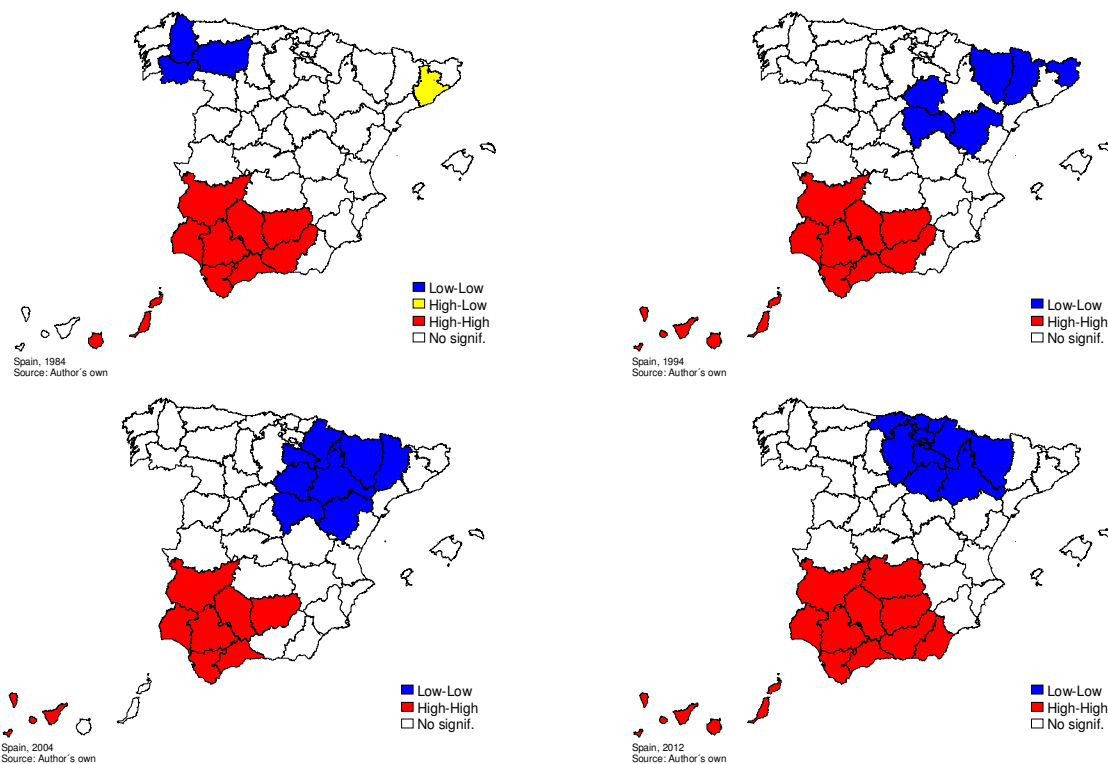 Low-Low
High-Low
High-High
No signif.
Spain, 1984
Source: Author´s own
Low-Low
High-High
No signif.
Spain, 1994
Source: Author´s own
Low-Low
High-High
No signif.
Spain, 2004
Source: Author´s own
Low-Low
High-High
No signif.
Spain, 2012
Source: Author´s own